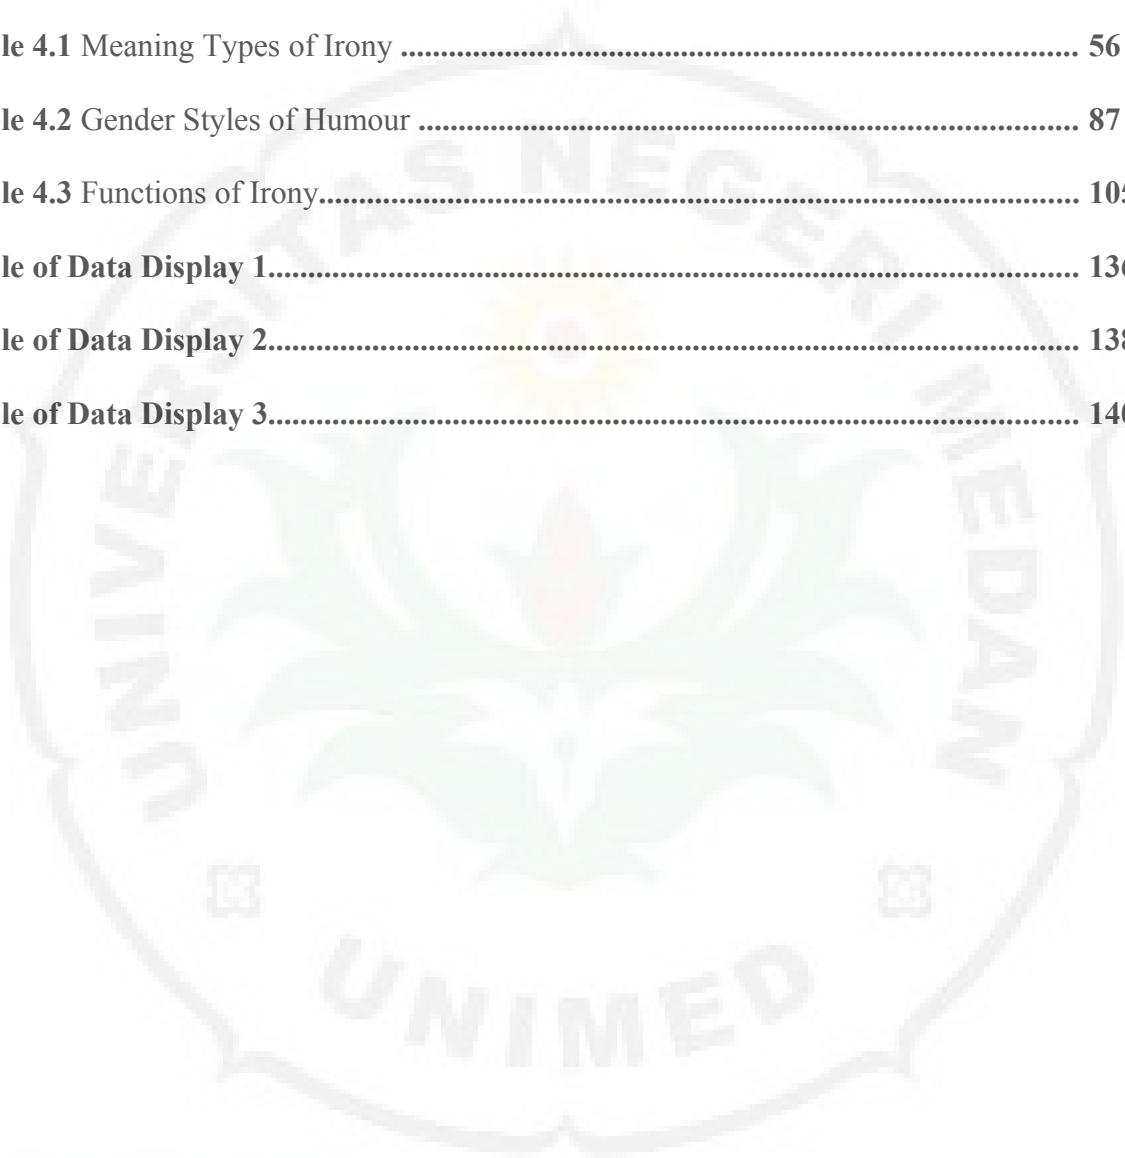 le 4.1 Meaning Types of Irony ........................................................................................ 56
le 4.2 Gender Styles of Humour ..................................................................................... 87
le 4.3 Functions of Irony.................................................................................................. 105
le of Data Display 1......................................................................................................... 136
le of Data Display 2......................................................................................................... 138
le of Data Display 3......................................................................................................... 140
UNIVERSITAS NEGERI MEDAN
UNIMED